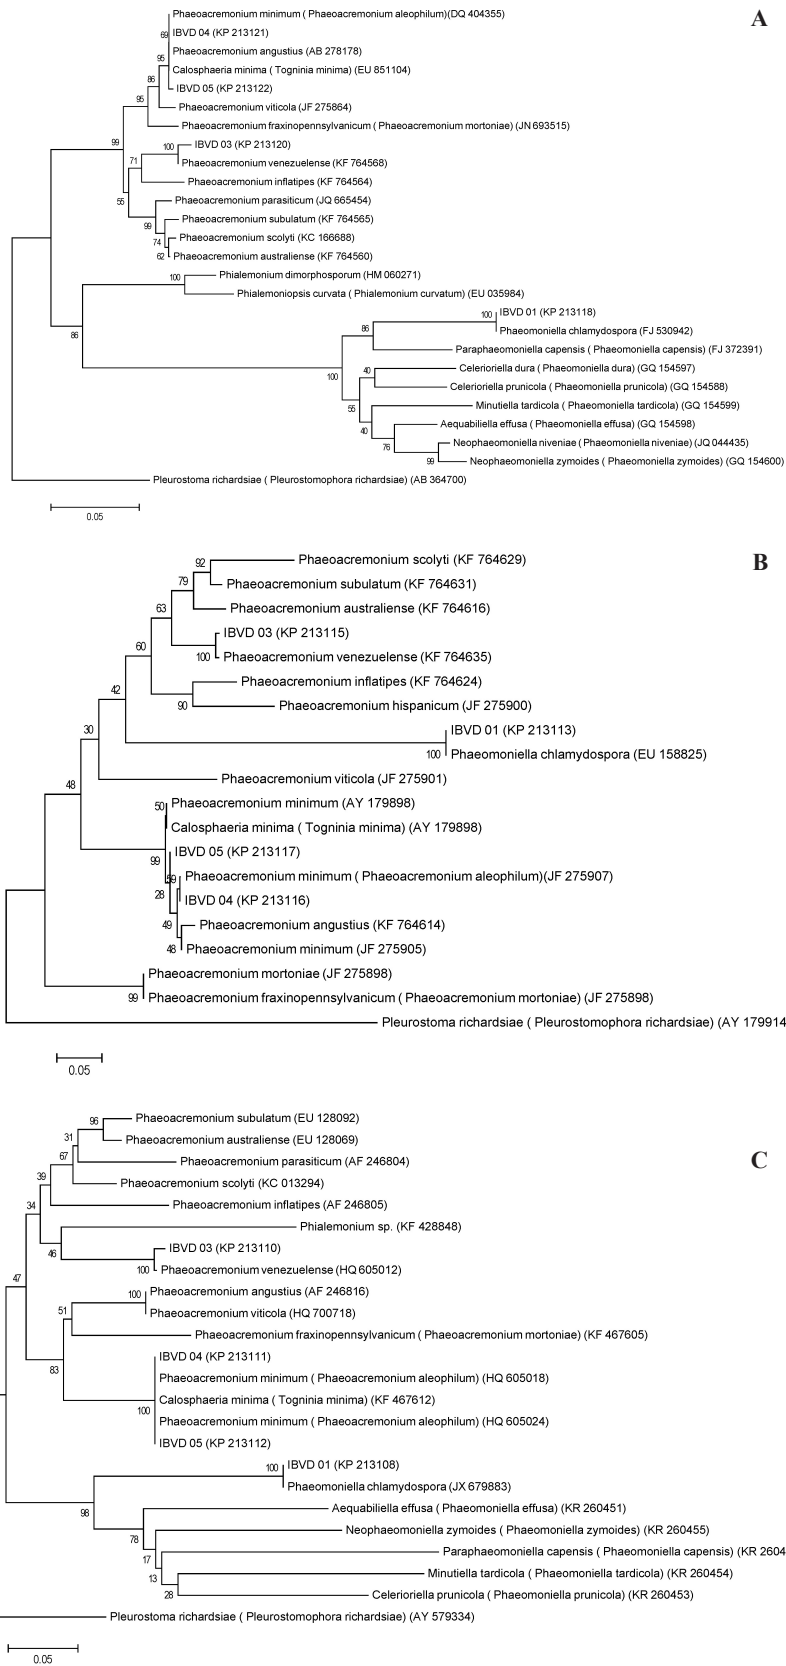 A
Phaeoacremonium minimum ( Phaeoacremonium aleophilum)(DQ 404355)
69 IBVD 04 (KP 213121)
Phaeoacremonium angustius (AB 278178)
95 Calosphaeria minima ( Togninia minima) (EU 851104)
86 IBVD 05 (KP 213122)
95 Phaeoacremonium viticola (JF 275864)
Phaeoacremonium fraxinopennsylvanicum ( Phaeoacremonium mortoniae) (JN 693515)
99 100 IBVD 03 (KP 213120)
71 Phaeoacremonium venezuelense (KF 764568)
Phaeoacremonium inflatipes (KF 764564)
55 Phaeoacremonium parasiticum (JQ 665454)
99 Phaeoacremonium subulatum (KF 764565)
74 Phaeoacremonium scolyti (KC 166688)
62 Phaeoacremonium australiense (KF 764560)
100 Phialemonium dimorphosporum (HM 060271)
Phialemoniopsis curvata ( Phialemonium curvatum) (EU 035984)
100 IBVD 01 (KP 213118)
86 86 Phaeomoniella chlamydospora (FJ 530942)
Paraphaeomoniella capensis ( Phaeomoniella capensis) (FJ 372391)
100 40 Celerioriella dura ( Phaeomoniella dura) (GQ 154597)
Celerioriella prunicola ( Phaeomoniella prunicola) (GQ 154588)
55 Minutiella tardicola ( Phaeomoniella tardicola) (GQ 154599)
40 Aequabiliella effusa ( Phaeomoniella effusa) (GQ 154598)
76 Neophaeomoniella niveniae ( Phaeomoniella niveniae) (JQ 044435)
99 Neophaeomoniella zymoides ( Phaeomoniella zymoides) (GQ 154600)
Pleurostoma richardsiae ( Pleurostomophora richardsiae) (AB 364700)
0.05
B
92 Phaeoacremonium scolyti (KF 764629)
79 Phaeoacremonium subulatum (KF 764631)
63 Phaeoacremonium australiense (KF 764616)
60 IBVD 03 (KP 213115)
100 Phaeoacremonium venezuelense (KF 764635)
42 Phaeoacremonium inflatipes (KF 764624)
90 Phaeoacremonium hispanicum (JF 275900)
30 IBVD 01 (KP 213113)
100 Phaeomoniella chlamydospora (EU 158825)
48 Phaeoacremonium viticola (JF 275901)
50 Phaeoacremonium minimum (AY 179898)
Calosphaeria minima ( Togninia minima) (AY 179898)
99 IBVD 05 (KP 213117)
59 Phaeoacremonium minimum ( Phaeoacremonium aleophilum)(JF 275907)
28 IBVD 04 (KP 213116)
49 Phaeoacremonium angustius (KF 764614)
48 Phaeoacremonium minimum (JF 275905)
Phaeoacremonium mortoniae (JF 275898)
99 Phaeoacremonium fraxinopennsylvanicum ( Phaeoacremonium mortoniae) (JF 275898)
Pleurostoma richardsiae ( Pleurostomophora richardsiae) (AY 179914
0.05
C
96 Phaeoacremonium subulatum (EU 128092)
31 Phaeoacremonium australiense (EU 128069)
67 Phaeoacremonium parasiticum (AF 246804)
39 Phaeoacremonium scolyti (KC 013294)
34 Phaeoacremonium inflatipes (AF 246805)
Phialemonium sp. (KF 428848)
46 IBVD 03 (KP 213110)
47 100 Phaeoacremonium venezuelense (HQ 605012)
100 Phaeoacremonium angustius (AF 246816)
51 Phaeoacremonium viticola (HQ 700718)
Phaeoacremonium fraxinopennsylvanicum ( Phaeoacremonium mortoniae) (KF 467605)
83 IBVD 04 (KP 213111)
Phaeoacremonium minimum ( Phaeoacremonium aleophilum) (HQ 605018)
100 Calosphaeria minima ( Togninia minima) (KF 467612)
Phaeoacremonium minimum ( Phaeoacremonium aleophilum) (HQ 605024)
IBVD 05 (KP 213112)
100 IBVD 01 (KP 213108)
Phaeomoniella chlamydospora (JX 679883)
98 Aequabiliella effusa ( Phaeomoniella effusa) (KR 260451)
78 Neophaeomoniella zymoides ( Phaeomoniella zymoides) (KR 260455)
17 Paraphaeomoniella capensis ( Phaeomoniella capensis) (KR 2604
13 Minutiella tardicola ( Phaeomoniella tardicola) (KR 260454)
28 Celerioriella prunicola ( Phaeomoniella prunicola) (KR 260453)
Pleurostoma richardsiae ( Pleurostomophora richardsiae) (AY 579334)
0.05